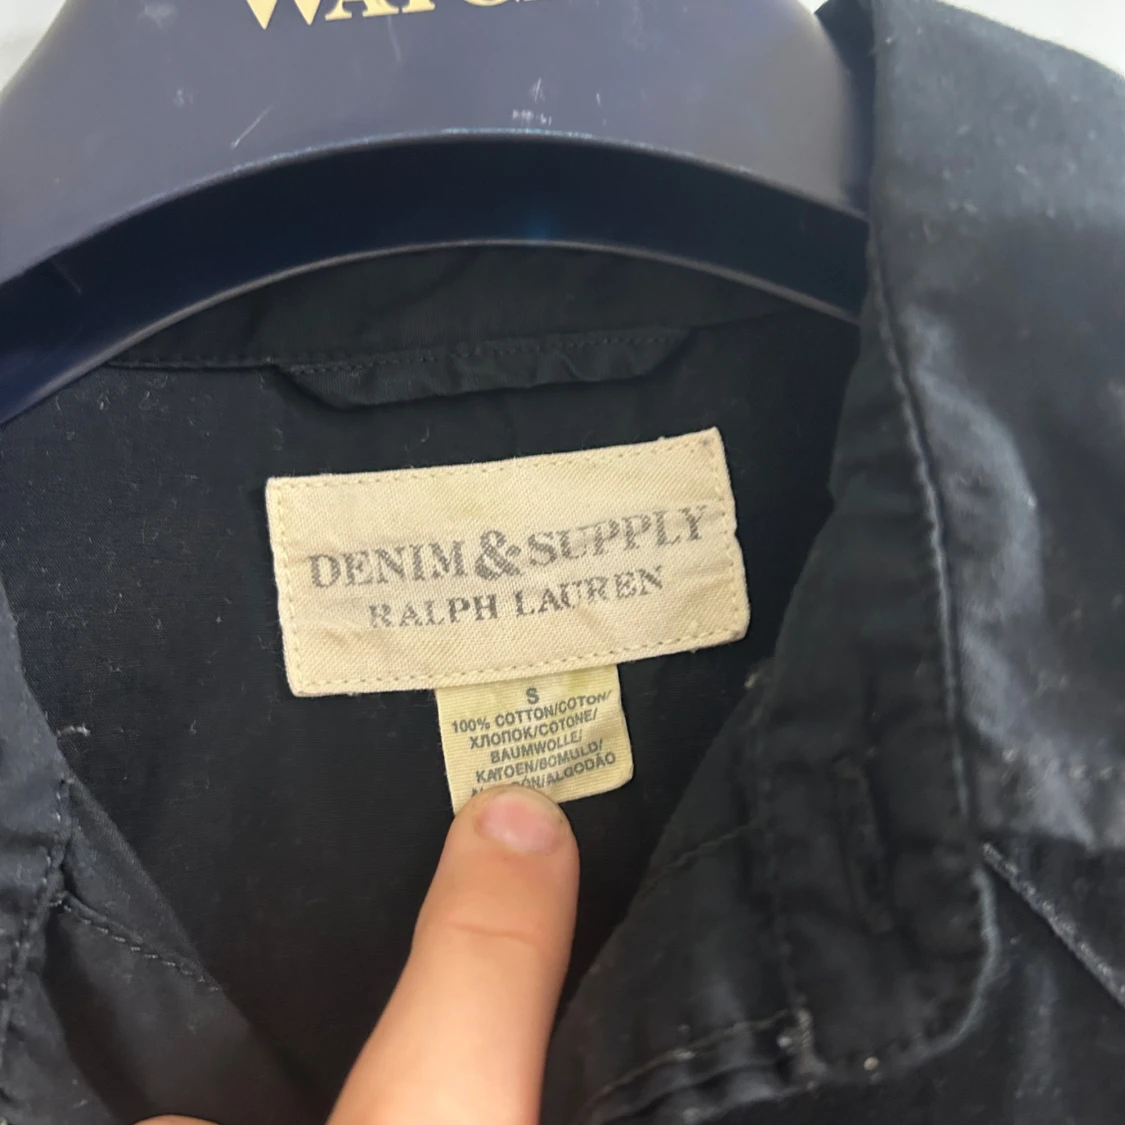 DENIM & SUPPLY
RALPH LAUREN
S
100% COTTON/COTON/
ХЛОПОК/COTONE/
BAUMWOLLE/
KATOEN/BOMULD/
ALGODÃO